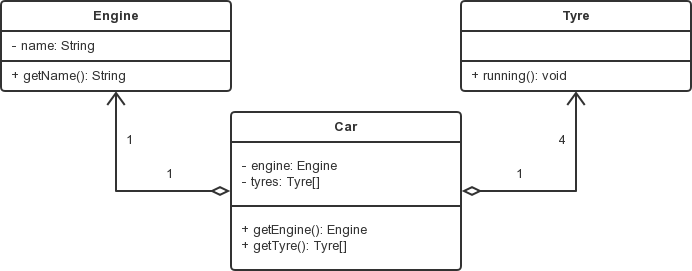 Engine
- name: String
+ getName(): String
Tyre
+ running(): void
1
1
Car
- engine: Engine
- tyres: Tyre[]
+ getEngine(): Engine
+ getTyre(): Tyre[]
4
1